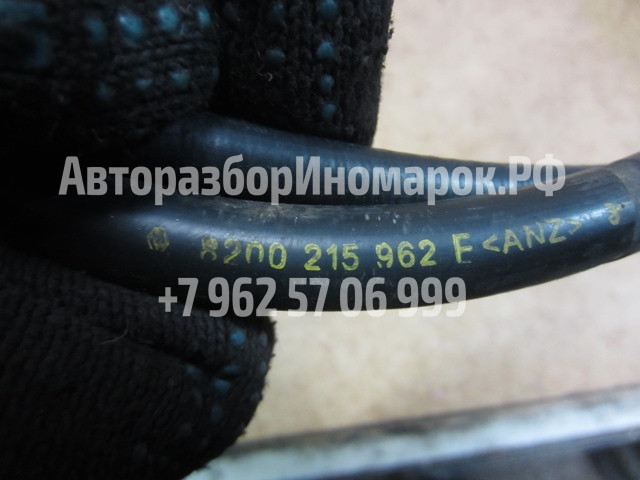 АвторазборИномарок.РФ
8200 215 962 E <ANZ>
+7 962 57 06 999